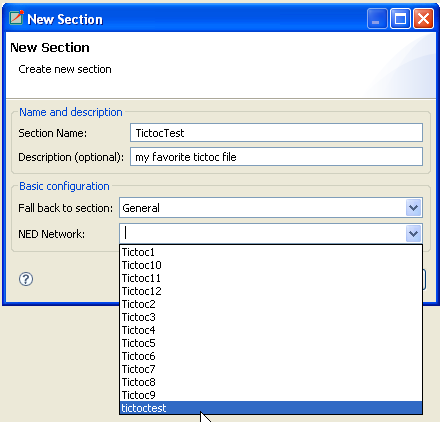 New Section
New Section
Create new section
Name and description
Section Name: TictocTest
Description (optional): my favorite tictoc file
Basic configuration
Fall back to section: General
NED Network:
Tictoc1
Tictoc10
Tictoc11
Tictoc12
Tictoc2
Tictoc3
Tictoc4
Tictoc5
Tictoc6
Tictoc7
Tictoc8
Tictoc9
tictoctest